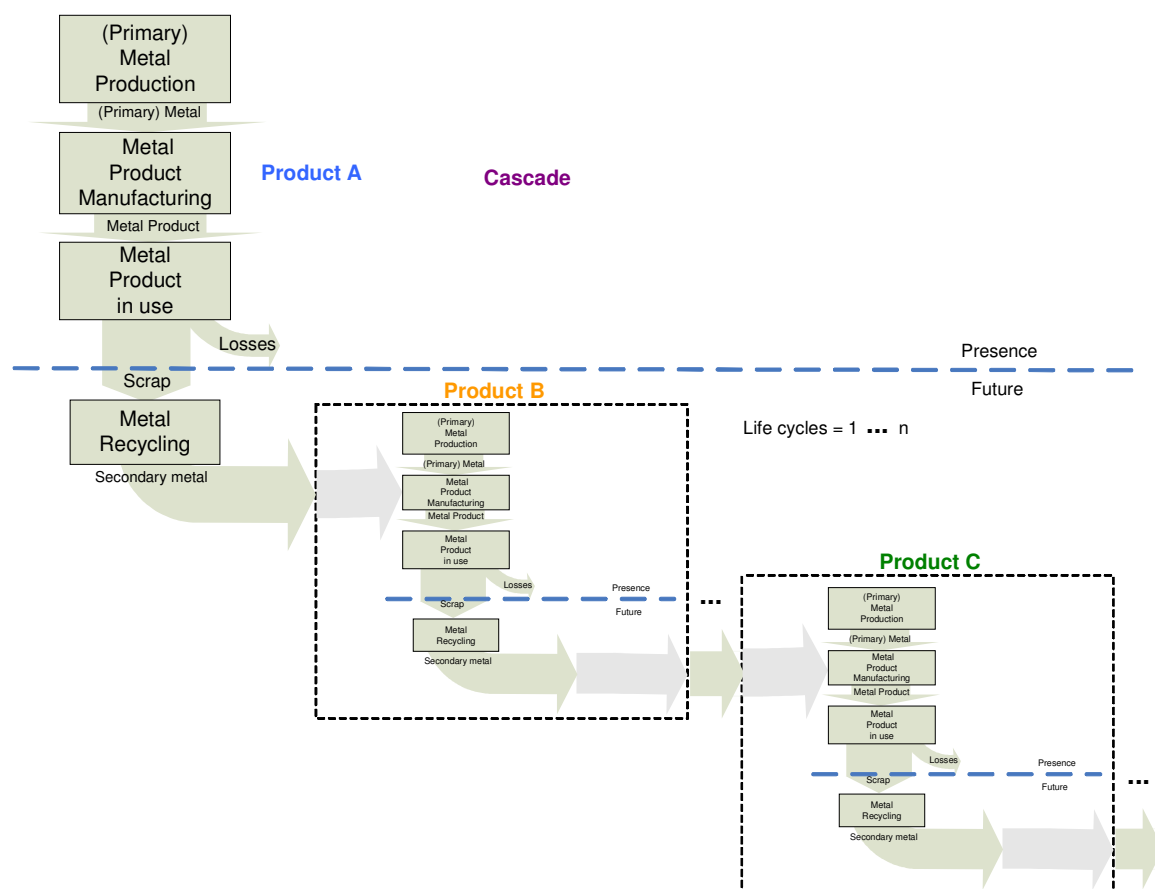 (Primary)
Metal
Production
(Primary) Metal
Metal
Product
Manufacturing
Product A
Cascade
Metal Product
Metal
Product
in use
Losses
Presence
Scrap
Future
Metal
Recycling
Secondary metal
Product B
Life cycles = 1 ... n
(Primary)
Metal
Production
(Primary) Metal
Metal
Product
Manufacturing
Metal Product
Metal
Product
in use
Losses
Presence
Scrap
Future
...
Metal
Recycling
Secondary metal
Product C
(Primary)
Metal
Production
(Primary) Metal
Metal
Product
Manufacturing
Metal Product
Metal
Product
in use
Losses
Presence
Scrap
Future
...
Metal
Recycling
Secondary metal